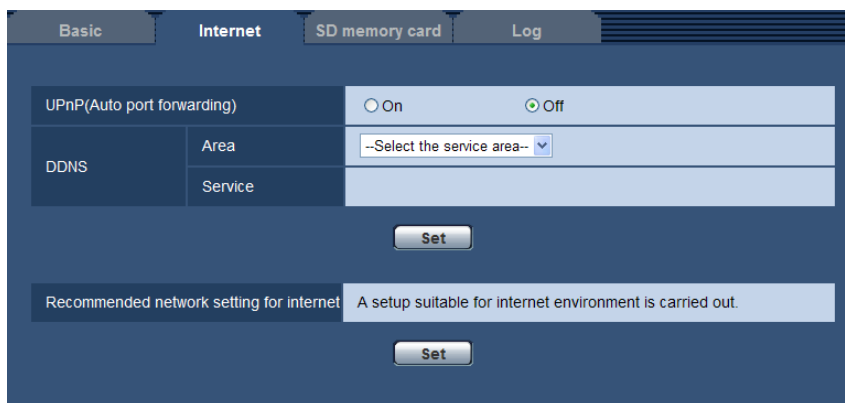 Basic Internet SD memory card Log
UPnP(Auto port forwarding) On Off
DDNS
Area --Select the service area--
Service
Set
Recommended network setting for internet A setup suitable for internet environment is carried out.
Set